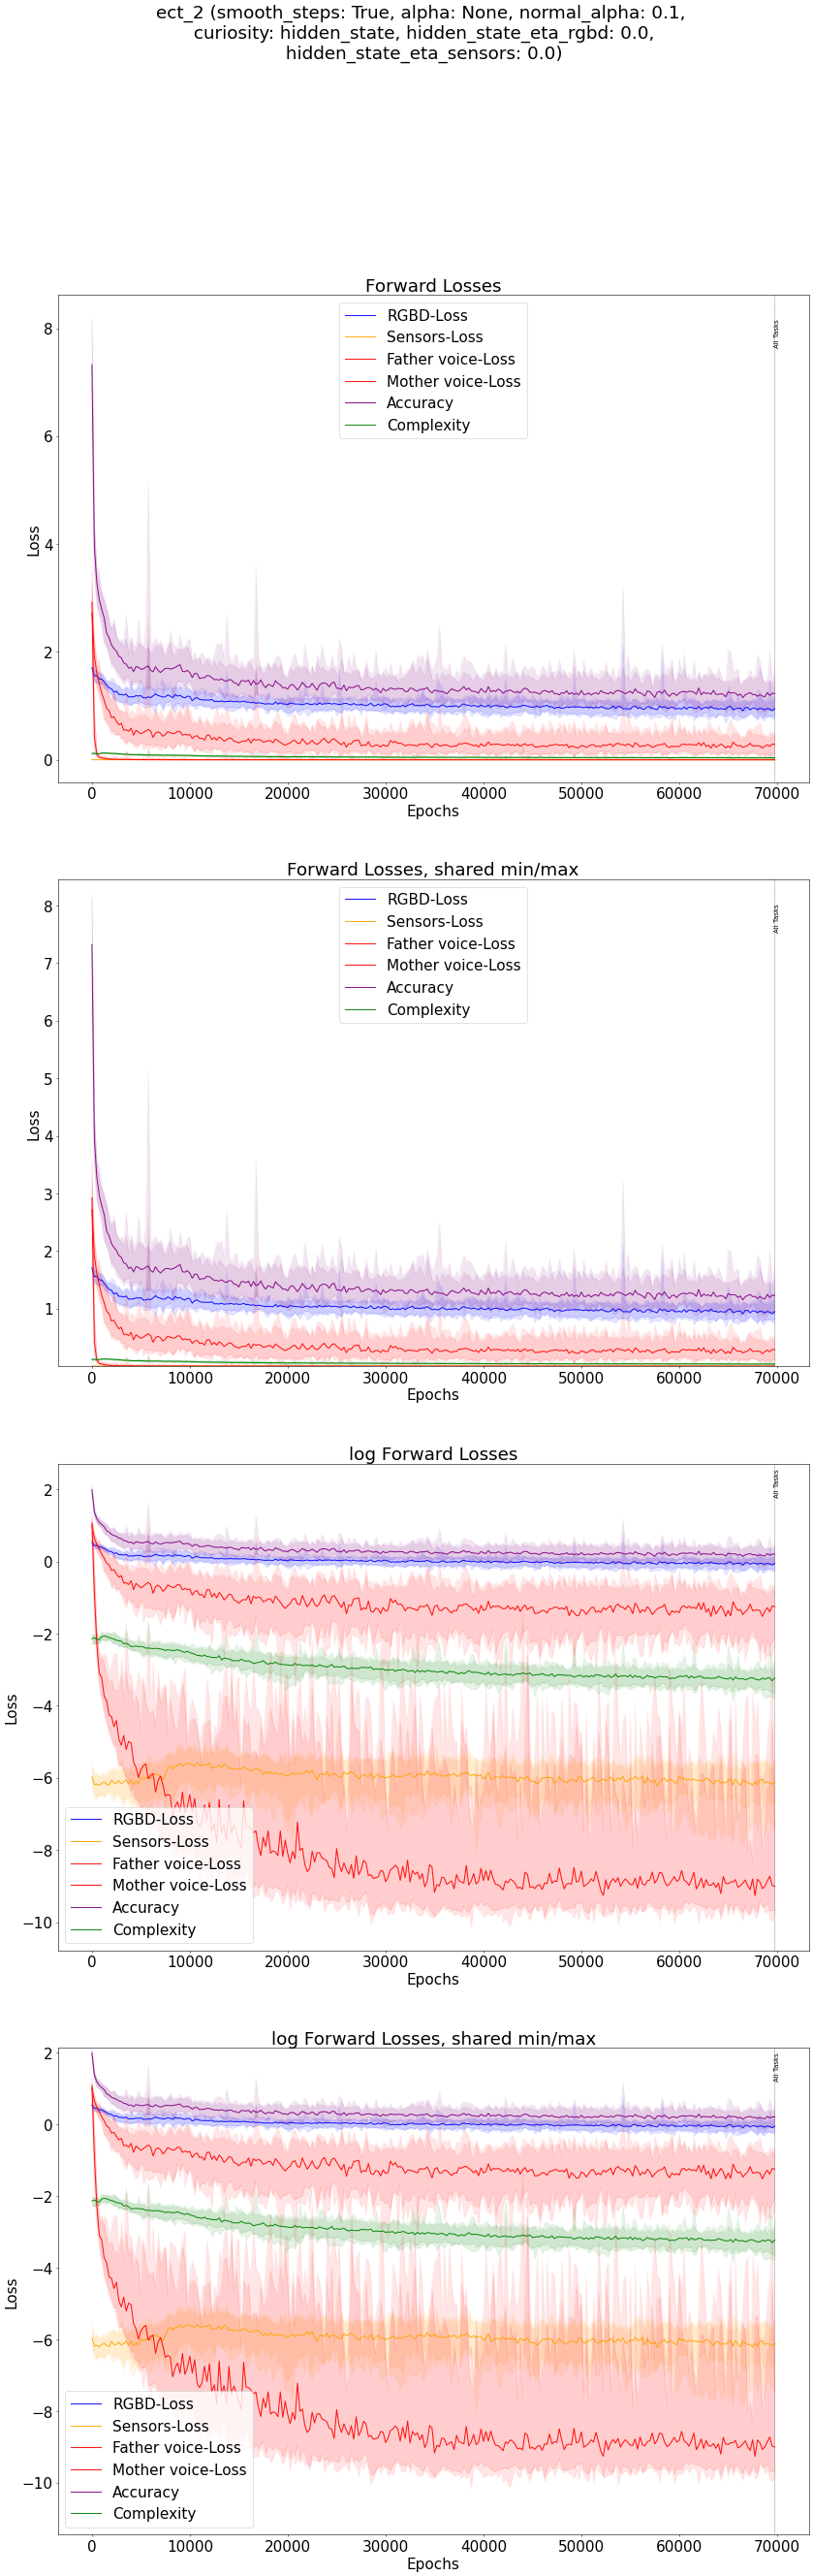 ect_2 (smooth_steps: True, alpha: None, normal_alpha: 0.1,
curiosity: hidden_state, hidden_state_eta_rgbd: 0.0,
hidden_state_eta_sensors: 0.0)
Forward Losses
RGBD-Loss
Sensors-Loss
Father voice-Loss
Mother voice-Loss
Accuracy
Complexity
All Tasks
8
6
4
2
0
Loss
0 10000 20000 30000 40000 50000 60000 70000
Epochs
Forward Losses, shared min/max
RGBD-Loss
Sensors-Loss
Father voice-Loss
Mother voice-Loss
Accuracy
Complexity
All Tasks
8
7
6
5
4
3
2
1
Loss
0 10000 20000 30000 40000 50000 60000 70000
Epochs
log Forward Losses
All Tasks
2
0
−2
−4
−6
−8
−10
Loss
RGBD-Loss
Sensors-Loss
Father voice-Loss
Mother voice-Loss
Accuracy
Complexity
0 10000 20000 30000 40000 50000 60000 70000
Epochs
log Forward Losses, shared min/max
All Tasks
2
0
−2
−4
−6
−8
−10
Loss
RGBD-Loss
Sensors-Loss
Father voice-Loss
Mother voice-Loss
Accuracy
Complexity
0 10000 20000 30000 40000 50000 60000 70000
Epochs